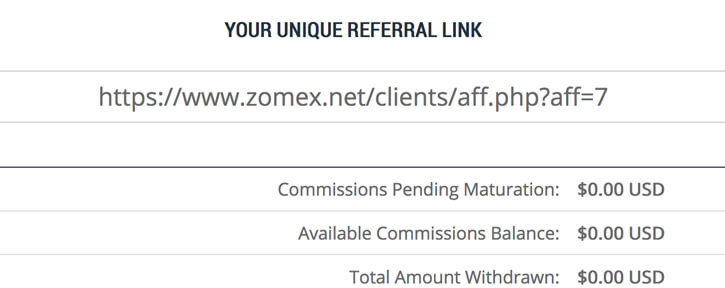 YOUR UNIQUE REFERRAL LINK
https://www.zomex.net/clients/aff.php?aff=7
Commissions Pending Maturation: $0.00 USD
Available Commissions Balance: $0.00 USD
Total Amount Withdrawn: $0.00 USD